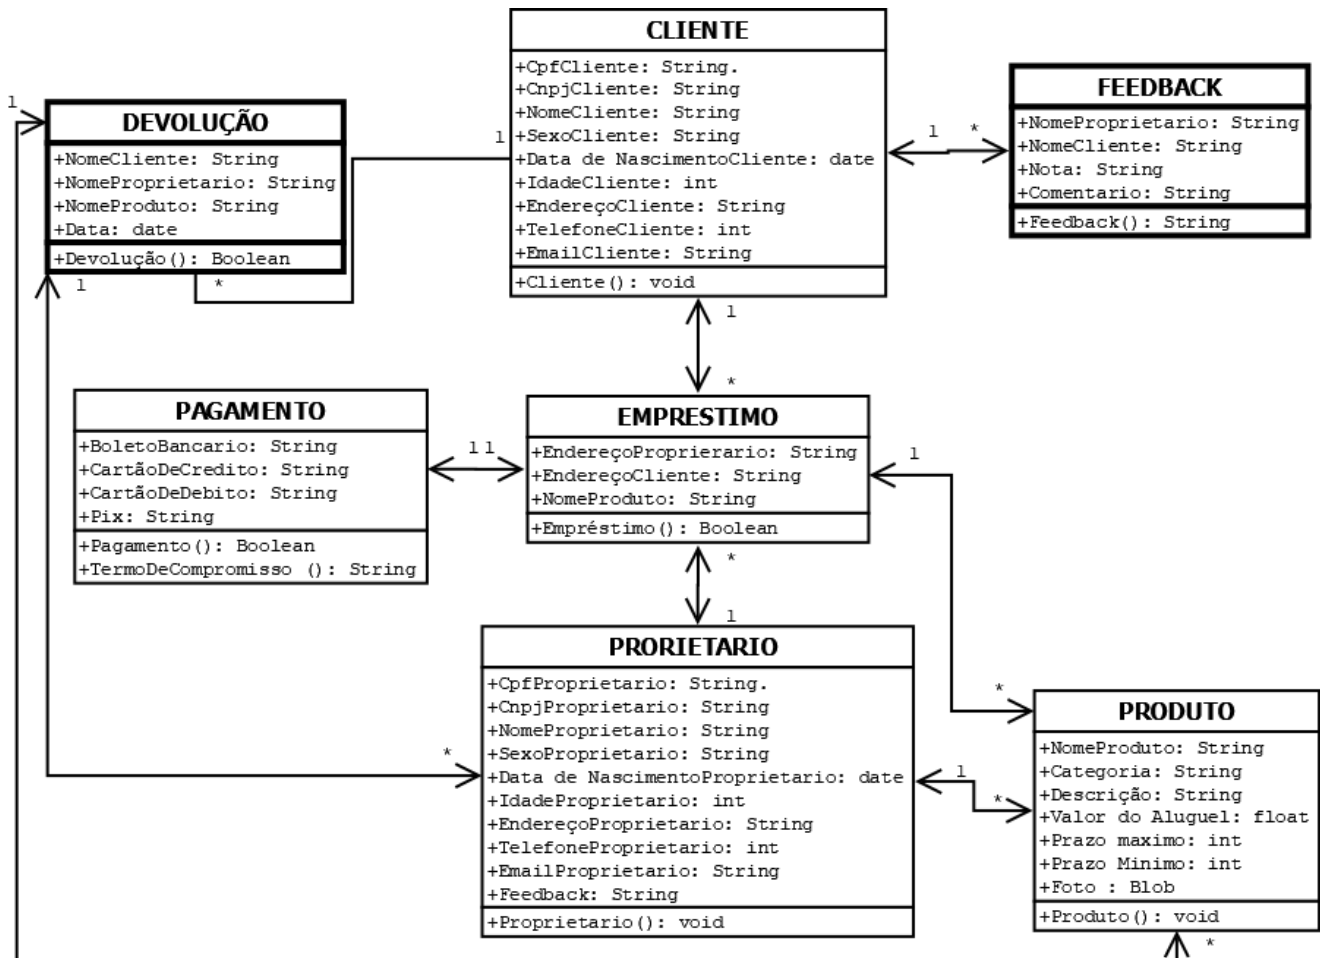 CLIENTE
+CpfCliente: String.
+CnpjCliente: String
+NomeCliente: String
+SexoCliente: String
+Data de NascimentoCliente: date
+IdadeCliente: int
+EndereçoCliente: String
+TelefoneCliente: int
+EmailCliente: String
+Cliente(): void
FEEDBACK
+NomeProprietario: String
+NomeCliente: String
+Nota: String
+Comentario: String
+Feedback(): String
1 *
1
DEVOLUÇÃO
+NomeCliente: String
+NomeProprietario: String
+NomeProduto: String
+Data: date
+Devolução(): Boolean
1 *
1
1
*
PAGAMENTO
+BoletoBancario: String
+CartãoDeCredito: String
+CartãoDeDebito: String
+Pix: String
+Pagamento(): Boolean
+TermoDeCompromisso (): String
1 1
EMPRESTIMO
+EndereçoProprierario: String
+EndereçoCliente: String
+NomeProduto: String
+Empréstimo(): Boolean
1
*
*
1
*
PRORIETARIO
+CpfProprietario: String.
+CnpjProprietario: String
+NomeProprietario: String
+SexoProprietario: String
+Data de NascimentoProprietario: date
+IdadeProprietario: int
+EndereçoProprietario: String
+TelefoneProprietario: int
+EmailProprietario: String
+Feedback: String
+Proprietario(): void
1
*
PRODUTO
+NomeProduto: String
+Categoria: String
+Descrição: String
+Valor do Aluguel: float
+Prazo maximo: int
+Prazo Minimo: int
+Foto : Blob
+Produto(): void
*